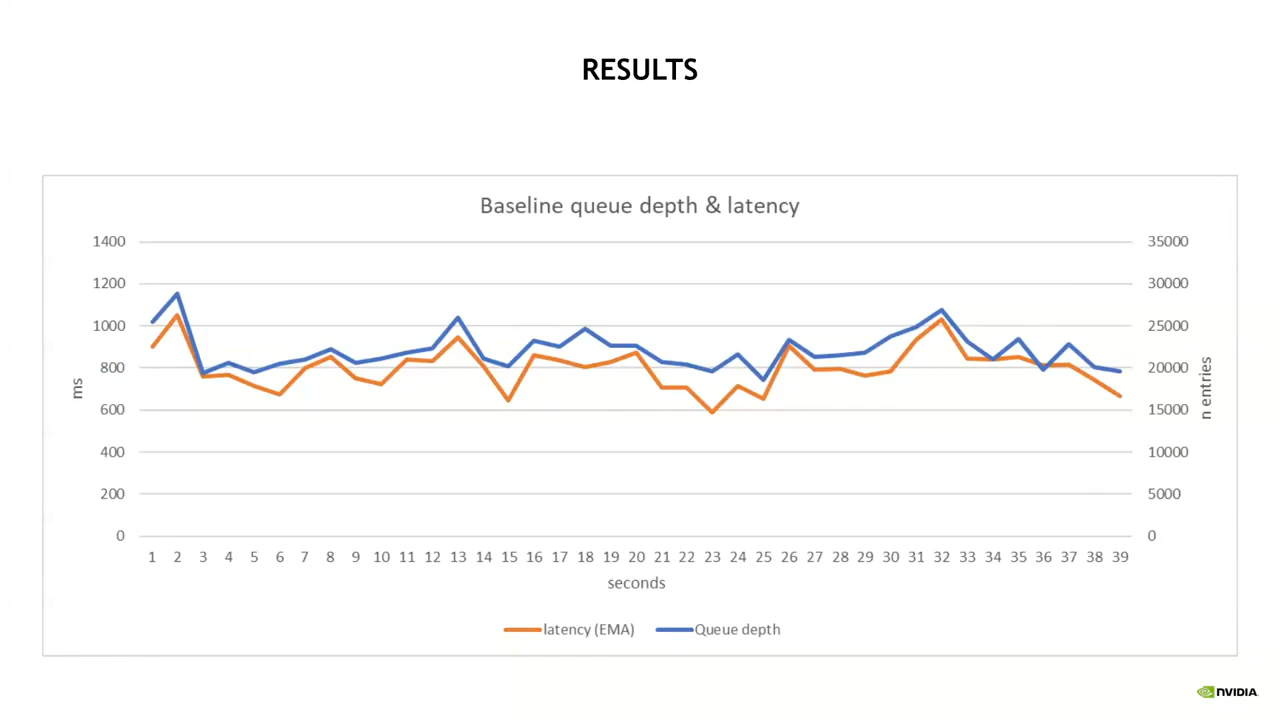 RESULTS
Baseline queue depth & latency
1400 35000
1200 30000
1000 25000
800 20000
600 15000
400 10000
200 5000
0 0
ms
n entries
1 2 3 4 5 6 7 8 9 10 11 12 13 14 15 16 17 18 19 20 21 22 23 24 25 26 27 28 29 30 31 32 33 34 35 36 37 38 39
seconds
latency (EMA) Queue depth
NVIDIA.